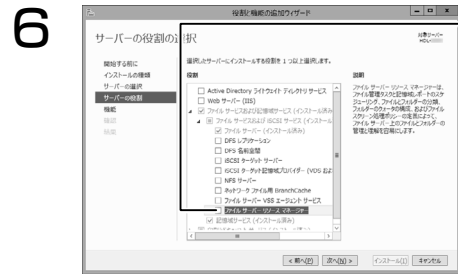 6
役割と機能の追加ウィザード
サーバーの役割の選択
対象サーバー
開始する前に
インストールの種類
サーバーの選択
サーバーの役割
機能
確認
結果
選択したサーバーにインストールする役割を 1 つ以上選択します。
役割
Active Directory ライトウェイト ディレクトリ サービス
Web サーバー (IIS)
ファイル サービスおよび記憶域サービス (インストール済み
ファイル サービスおよび iSCSI サービス (インストール
ファイル サーバー (インストール済み)
DFS レプリケーション
DFS 名前空間
iSCSI ターゲット サーバー
iSCSI ターゲット記憶域プロバイダー (VDS およ
NFS サーバー
ネットワーク ファイル用 BranchCache
ファイル サーバー VSS エージェント サービス
ファイル サーバー リソース マネージャー
記憶域サービス (インストール済み)
説明
ファイル サーバー リソース マネージャーは、
ファイル管理タスクと記憶域レポートのスケ
ジューリング、ファイルとフォルダーの分類、
フォルダーのクォータの構成、およびファイル
スクリーン処理ポリシーの定義によって、
ファイル サーバー上のファイルとフォルダーの
管理と理解を容易にします。
< 前へ(P)
次へ(N) >
インストール(I)
キャンセル